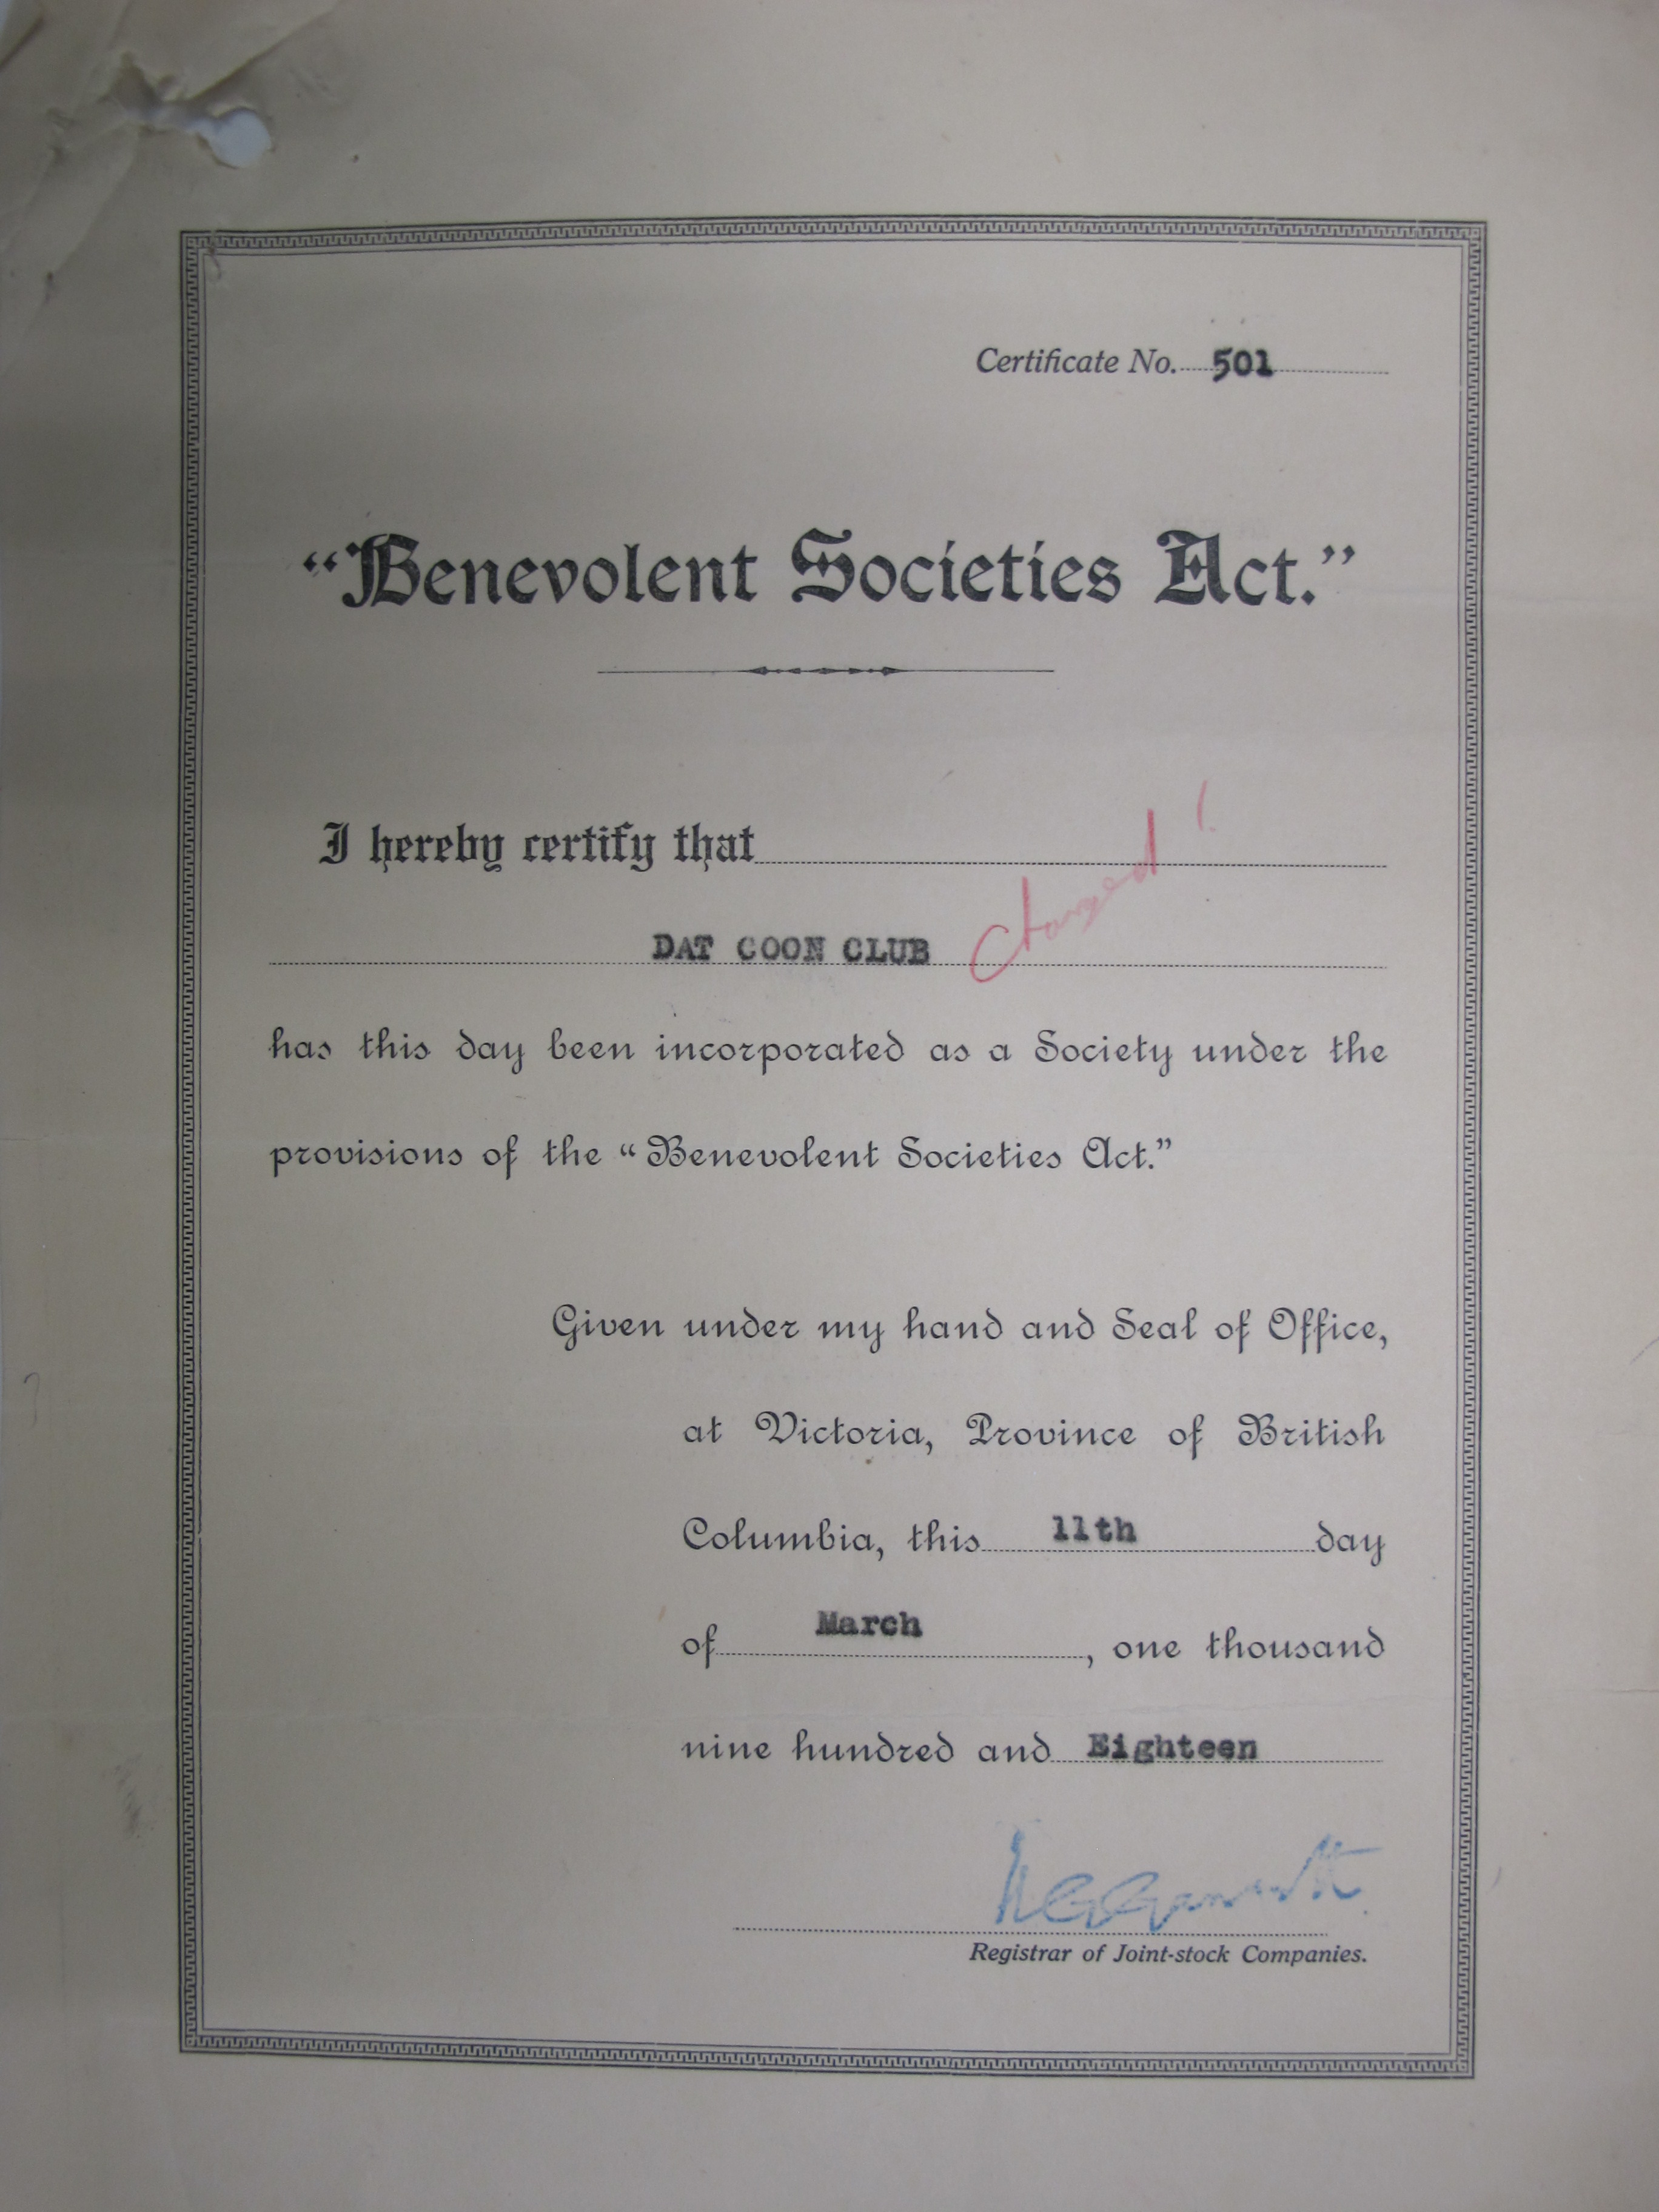 Certificate No. 501
“Benevolent Societies Act.”
I hereby certify that
Changed !
DAT COON CLUB
has this day been incorporated as a Society under the
provisions of the “Benevolent Societies Act.”
Given under my hand and Seal of Office,
at Victoria, Province of British
Columbia, this 11th day
of March, one thousand
nine hundred and Eighteen
Registrar of Joint-stock Companies.